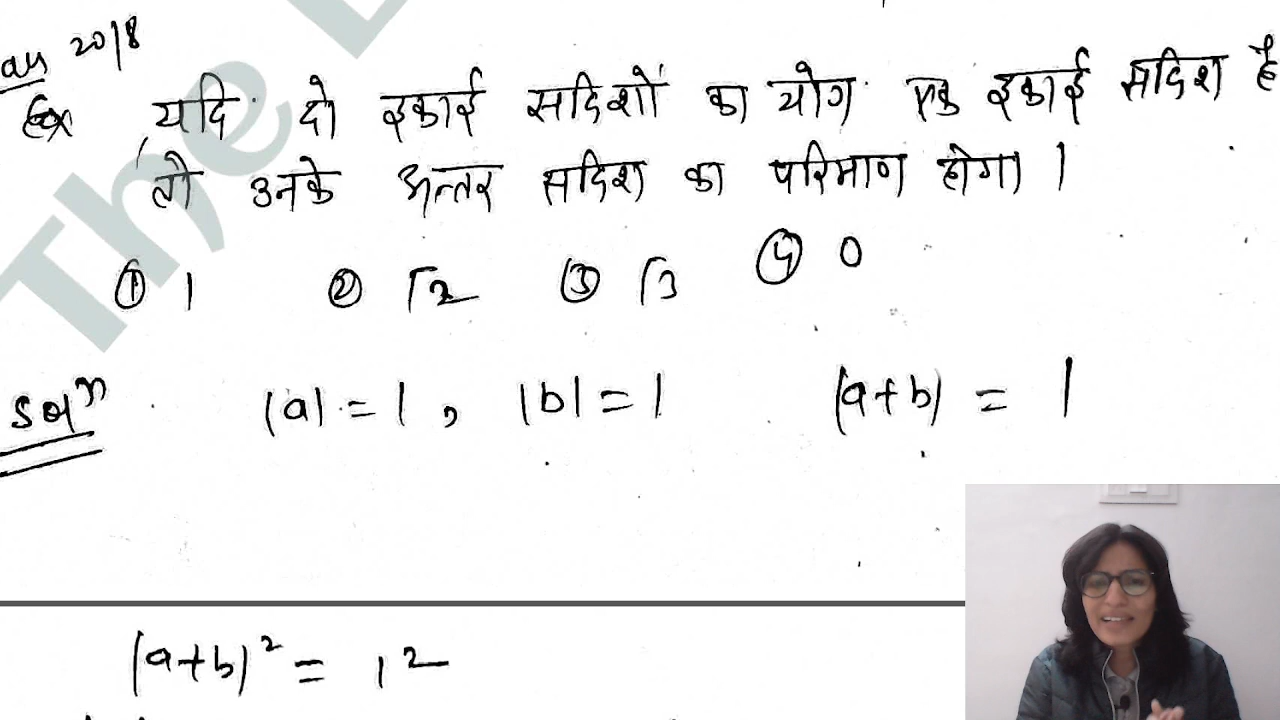 2018
Ex यदि दो इकाई सदिशों का योग एक इकाई सदिश है
तो उनके अन्तर सदिश का परिमाण होगा।
① 1 ② √2 ③ √3 ④ 0
Solⁿ |a| = 1, |b| = 1 |a+b| = 1
|a+b|² = 1²
The